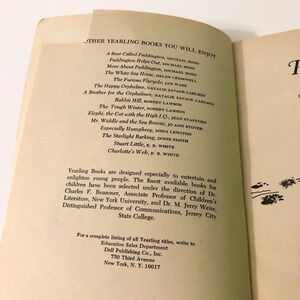 OTHER YEARLING BOOKS YOU WILL ENJOY
A Bear Called Paddington, MICHAEL BOND
Paddington Helps Out, MICHAEL BOND
More About Paddington, MICHAEL BOND
The White Sea Horse, HELEN CRESSWELL
The Furious Flycycle, JAN WAHL
The Happy Orpheline, NATALIE SAVAGE CARLSON
A Brother for the Orphelines, NATALIE SAVAGE CARLSON
Rabbit Hill, ROBERT LAWSON
The Tough Winter, ROBERT LAWSON
Elephi, the Cot with the High I.Q., JEAN STAFFORD
Mr. Widdle and the Sea Breeze, JO ANN STOVER
Especially Humphrey, MINA LEWITON
The Starlight Barking, DODIE SMITH
Stuart Little, E. B. WHITE
Charlotte's Web, E. B. WHITE
Yearling Books are designed especially to entertain and
enlighten young people. The finest available books for
children have been selected under the direction of Dr.
Charles F. Reasoner, Associate Professor of Children's
Literature, New York University, and Dr. M. Jerry Weiss,
Distinguished Professor of Communications, Jersey City
State College.
For a complete listing of all Yearling titles, write to
Education Sales Department
Dell Publishing Co., Inc.
750 Third Avenue
New York, N. Y. 10017